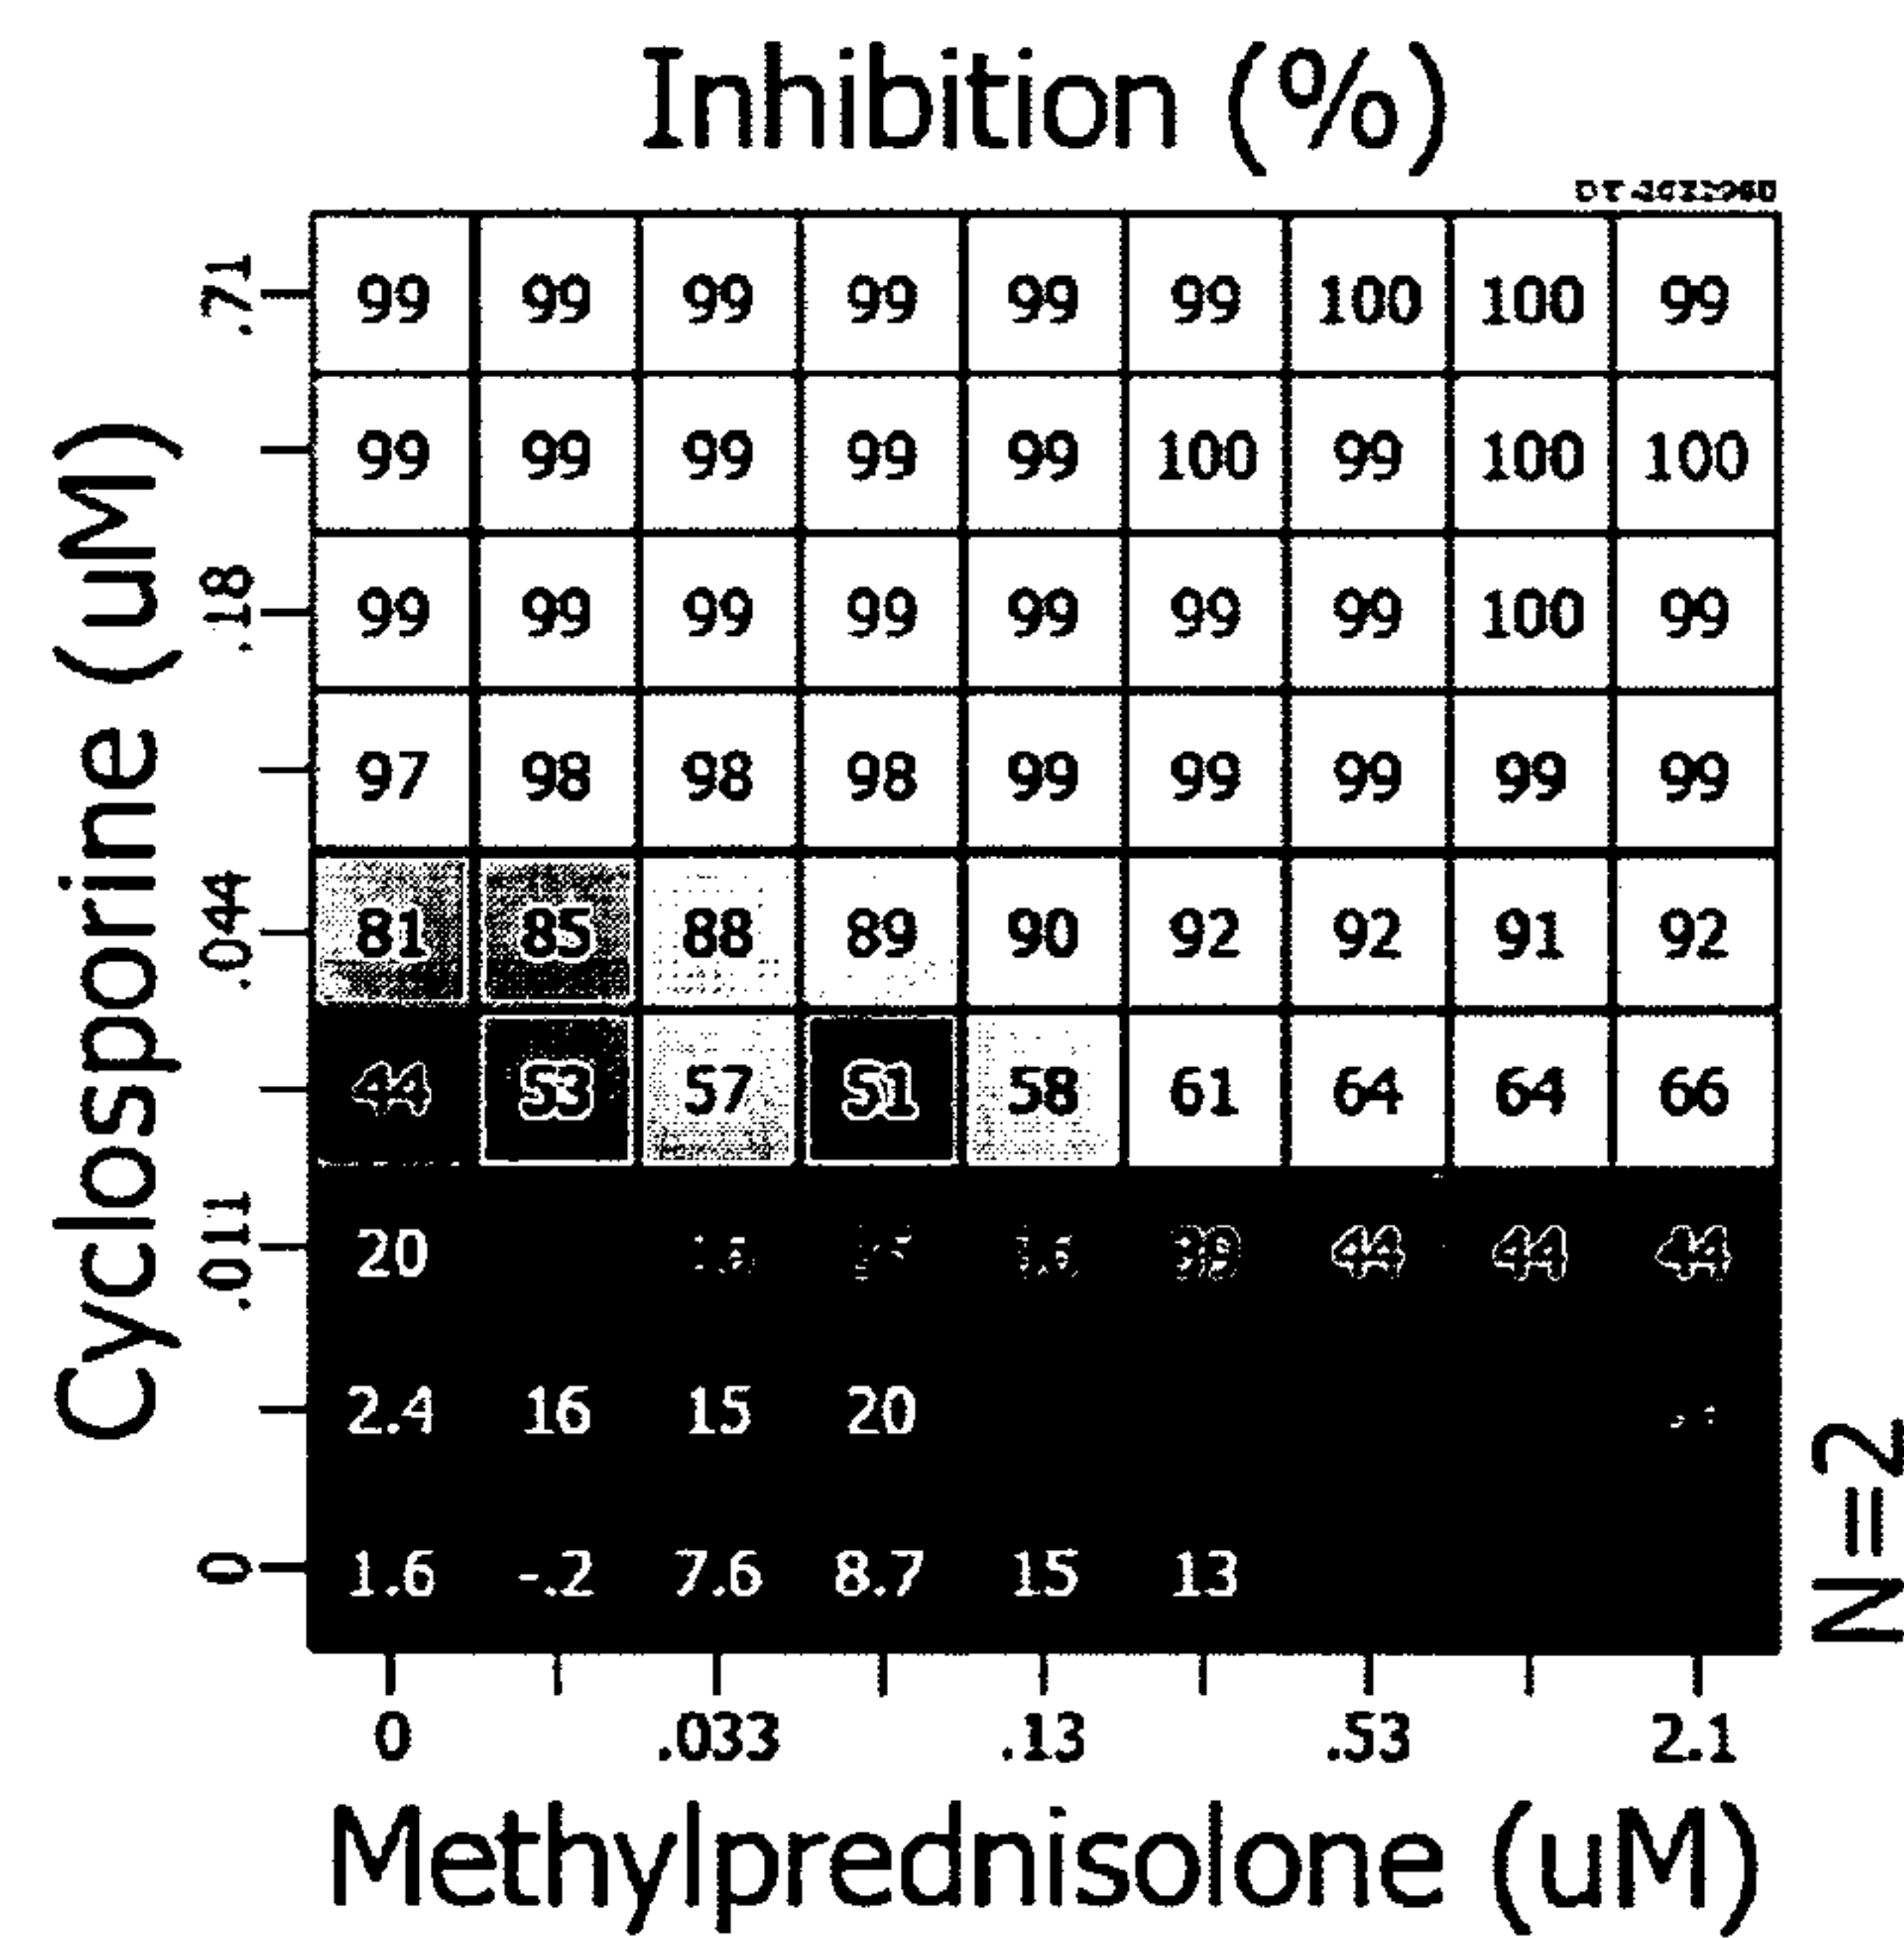 Inhibition (%)
.71 99 99 99 99 99 99 100 100 99
99 99 99 99 99 100 99 100 100
.18 99 99 99 99 99 99 99 100 99
97 98 98 98 99 99 99 99 99
.044 81 85 88 89 90 92 92 91 92
44 53 57 51 58 61 64 64 66
.011 20 39 44 44 44
2.4 16 15 20
0 1.6 -.2 7.6 8.7 15 13
0 .033 .13 .53 2.1
Methylprednisolone (uM)
Cyclosporine (uM)
N=2